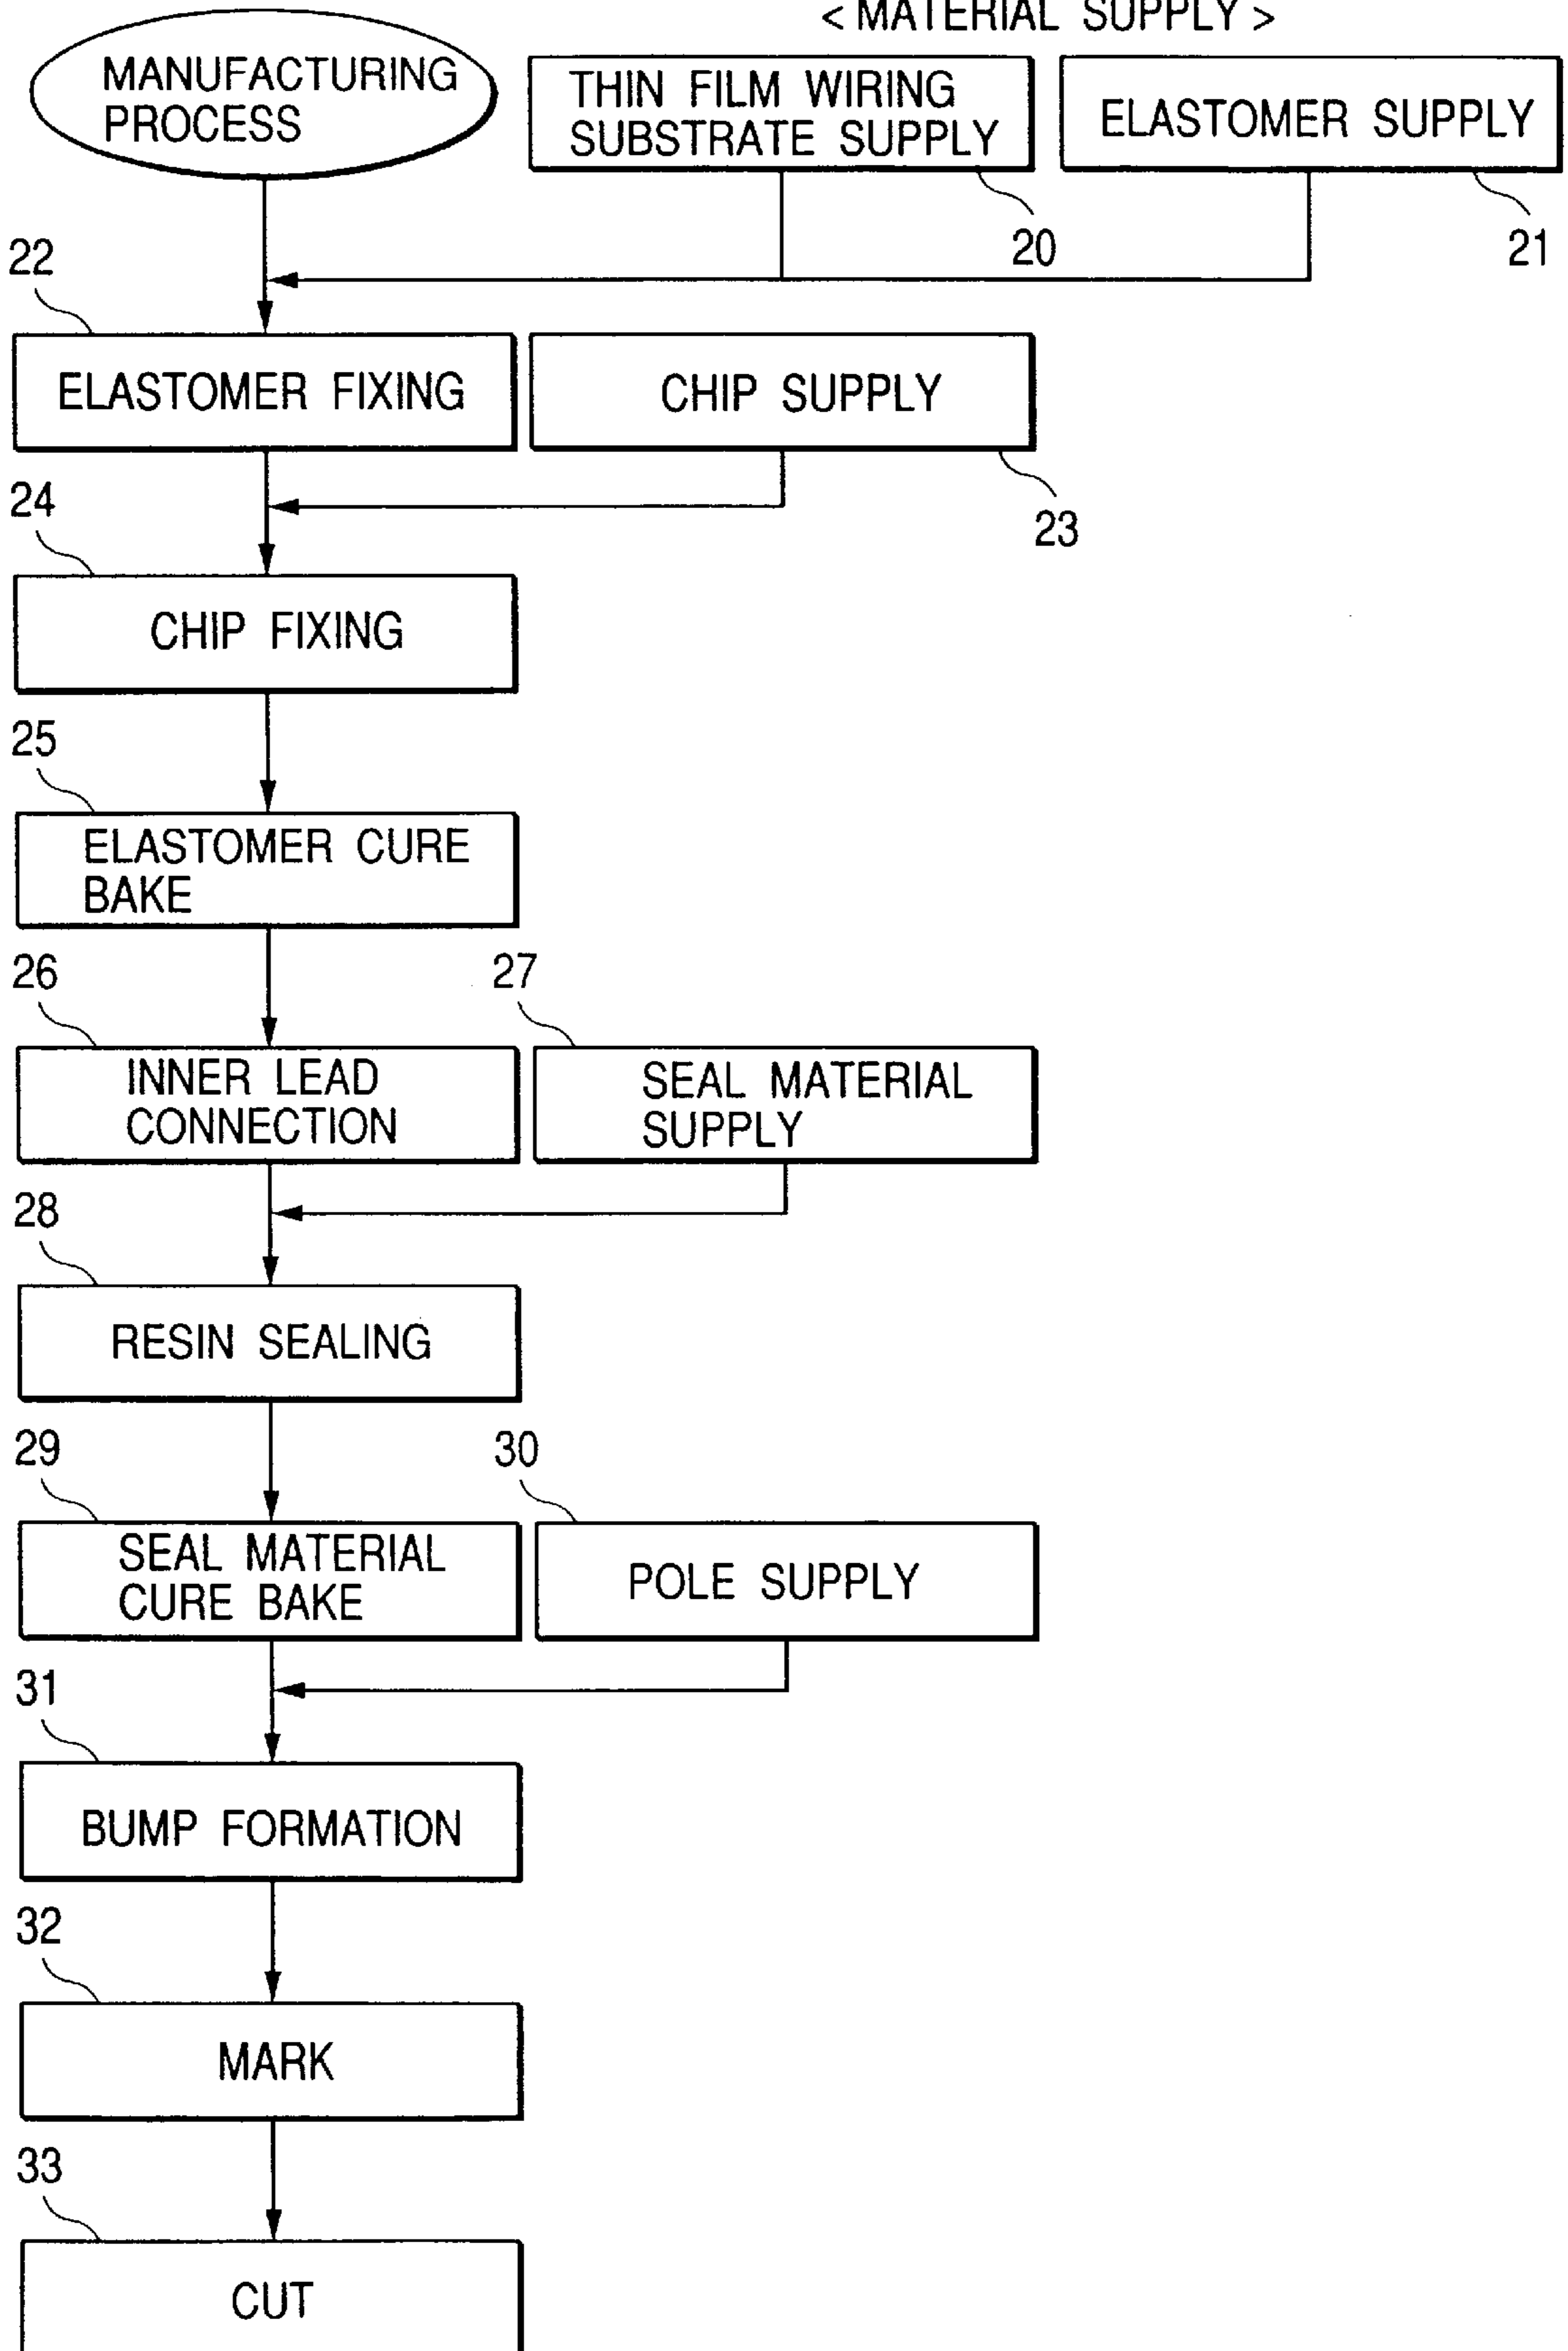 < MATERIAL SUPPLY >
MANUFACTURING
PROCESS
THIN FILM WIRING
SUBSTRATE SUPPLY
ELASTOMER SUPPLY
20
21
22
ELASTOMER FIXING
CHIP SUPPLY
23
24
CHIP FIXING
25
ELASTOMER CURE
BAKE
26
27
INNER LEAD
CONNECTION
SEAL MATERIAL
SUPPLY
28
RESIN SEALING
29
30
SEAL MATERIAL
CURE BAKE
POLE SUPPLY
31
BUMP FORMATION
32
MARK
33
CUT